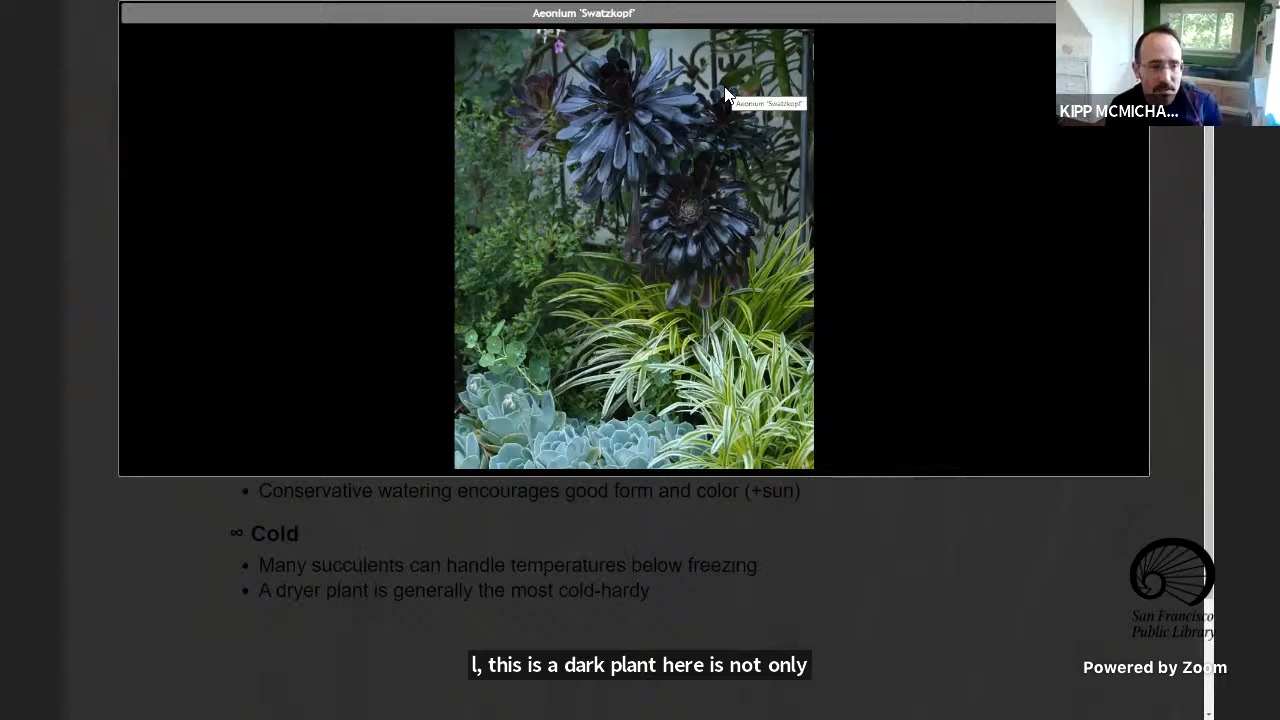 Aeonium 'Swatzkopf'
Aeonium 'Swatzkopf'
KIPP MCMICHA...
• Conservative watering encourages good form and color (+sun)
∞ Cold
• Many succulents can handle temperatures below freezing
• A dryer plant is generally the most cold-hardy
San Francisco
Public Library
l, this is a dark plant here is not only
Powered by Zoom